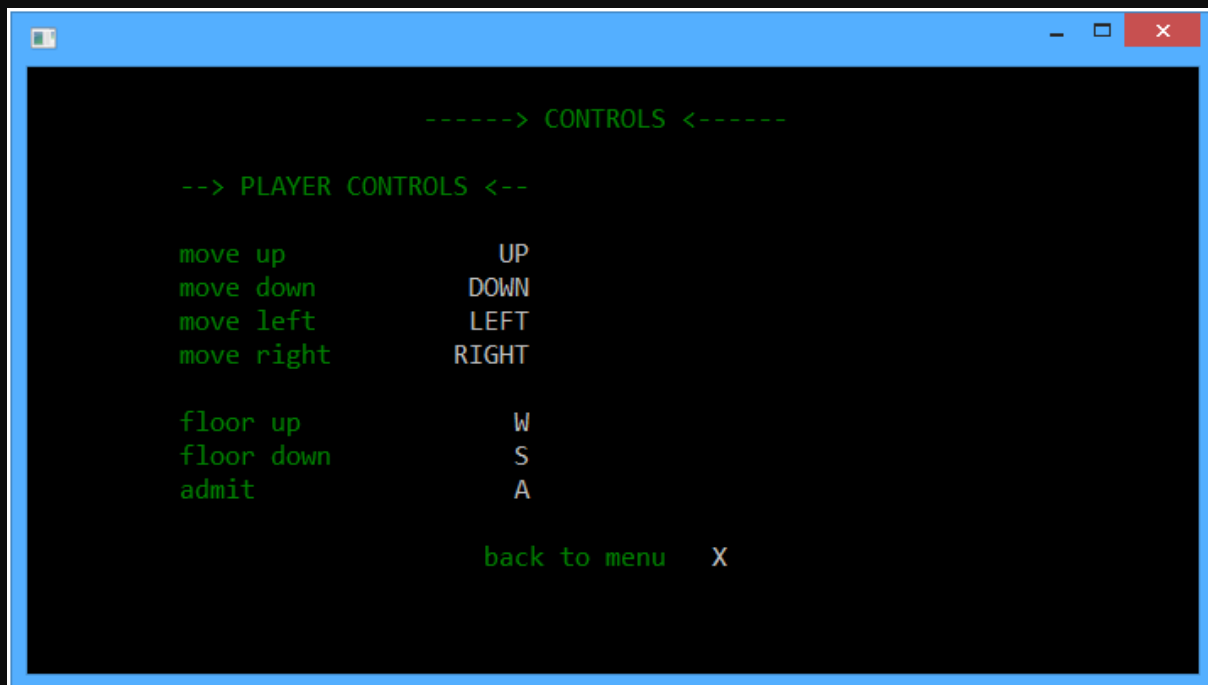 ------> CONTROLS <------
--> PLAYER CONTROLS <--
move up UP
move down DOWN
move left LEFT
move right RIGHT
floor up W
floor down S
admit A
back to menu X